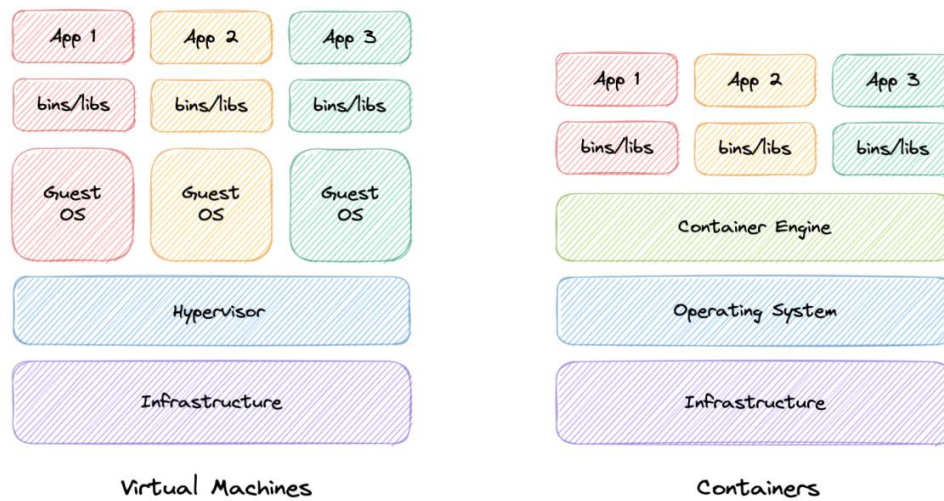 App 1
App 2
App 3
bins/libs
bins/libs
bins/libs
Guest
OS
Guest
OS
Guest
OS
Hypervisor
Infrastructure
Virtual Machines
App 1
App 2
App 3
bins/libs
bins/libs
bins/libs
Container Engine
Operating System
Infrastructure
Containers